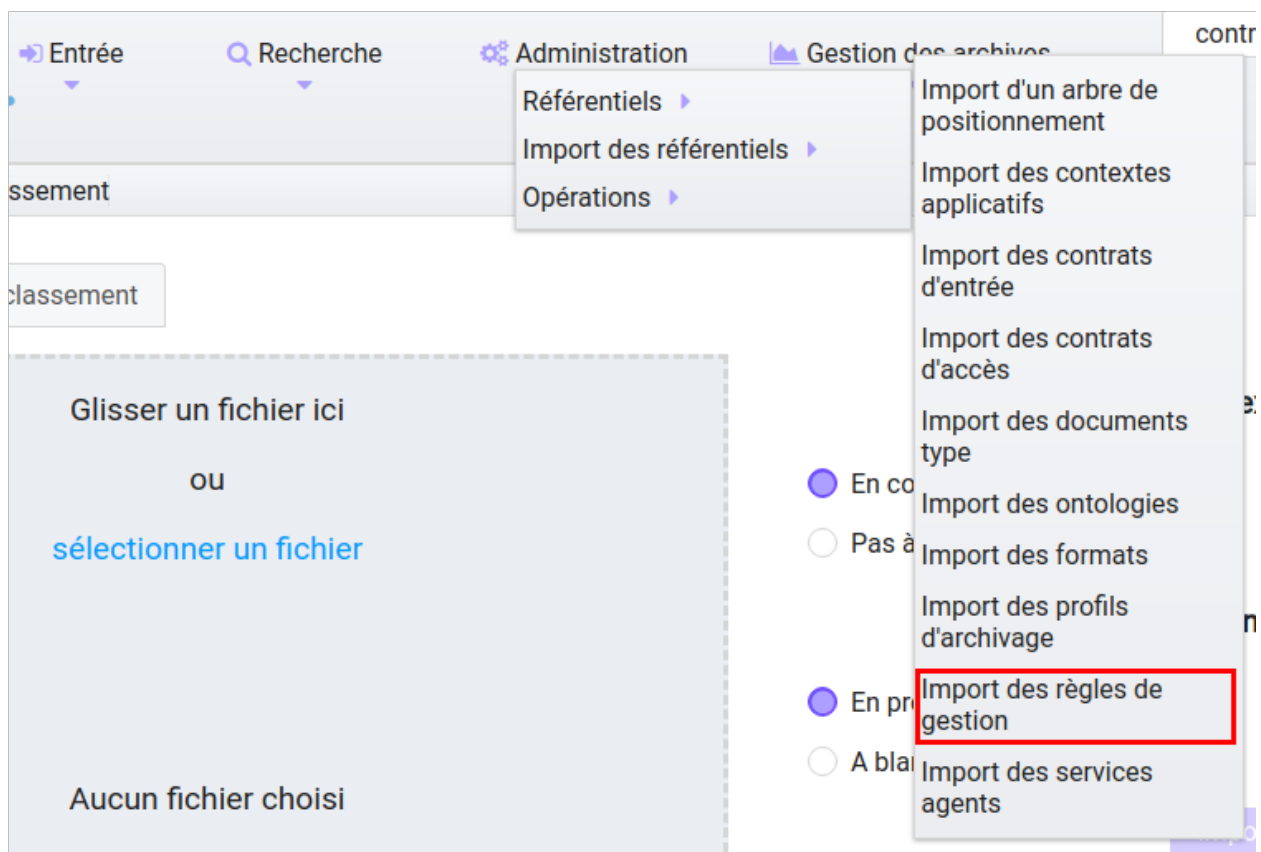 Entrée
Recherche
Administration
Gestion des archives
contr
Référentiels
Import des référentiels
Opérations
Import d'un arbre de
positionnement
Import des contextes
applicatifs
Import des contrats
d'entrée
Import des contrats
d'accès
Import des documents
type
Import des ontologies
Import des formats
Import des profils
d'archivage
Import des règles de
gestion
Import des services
agents
ssement
classement
Glisser un fichier ici
ou
sélectionner un fichier
Aucun fichier choisi
En co
Pas à
En pr
A bla